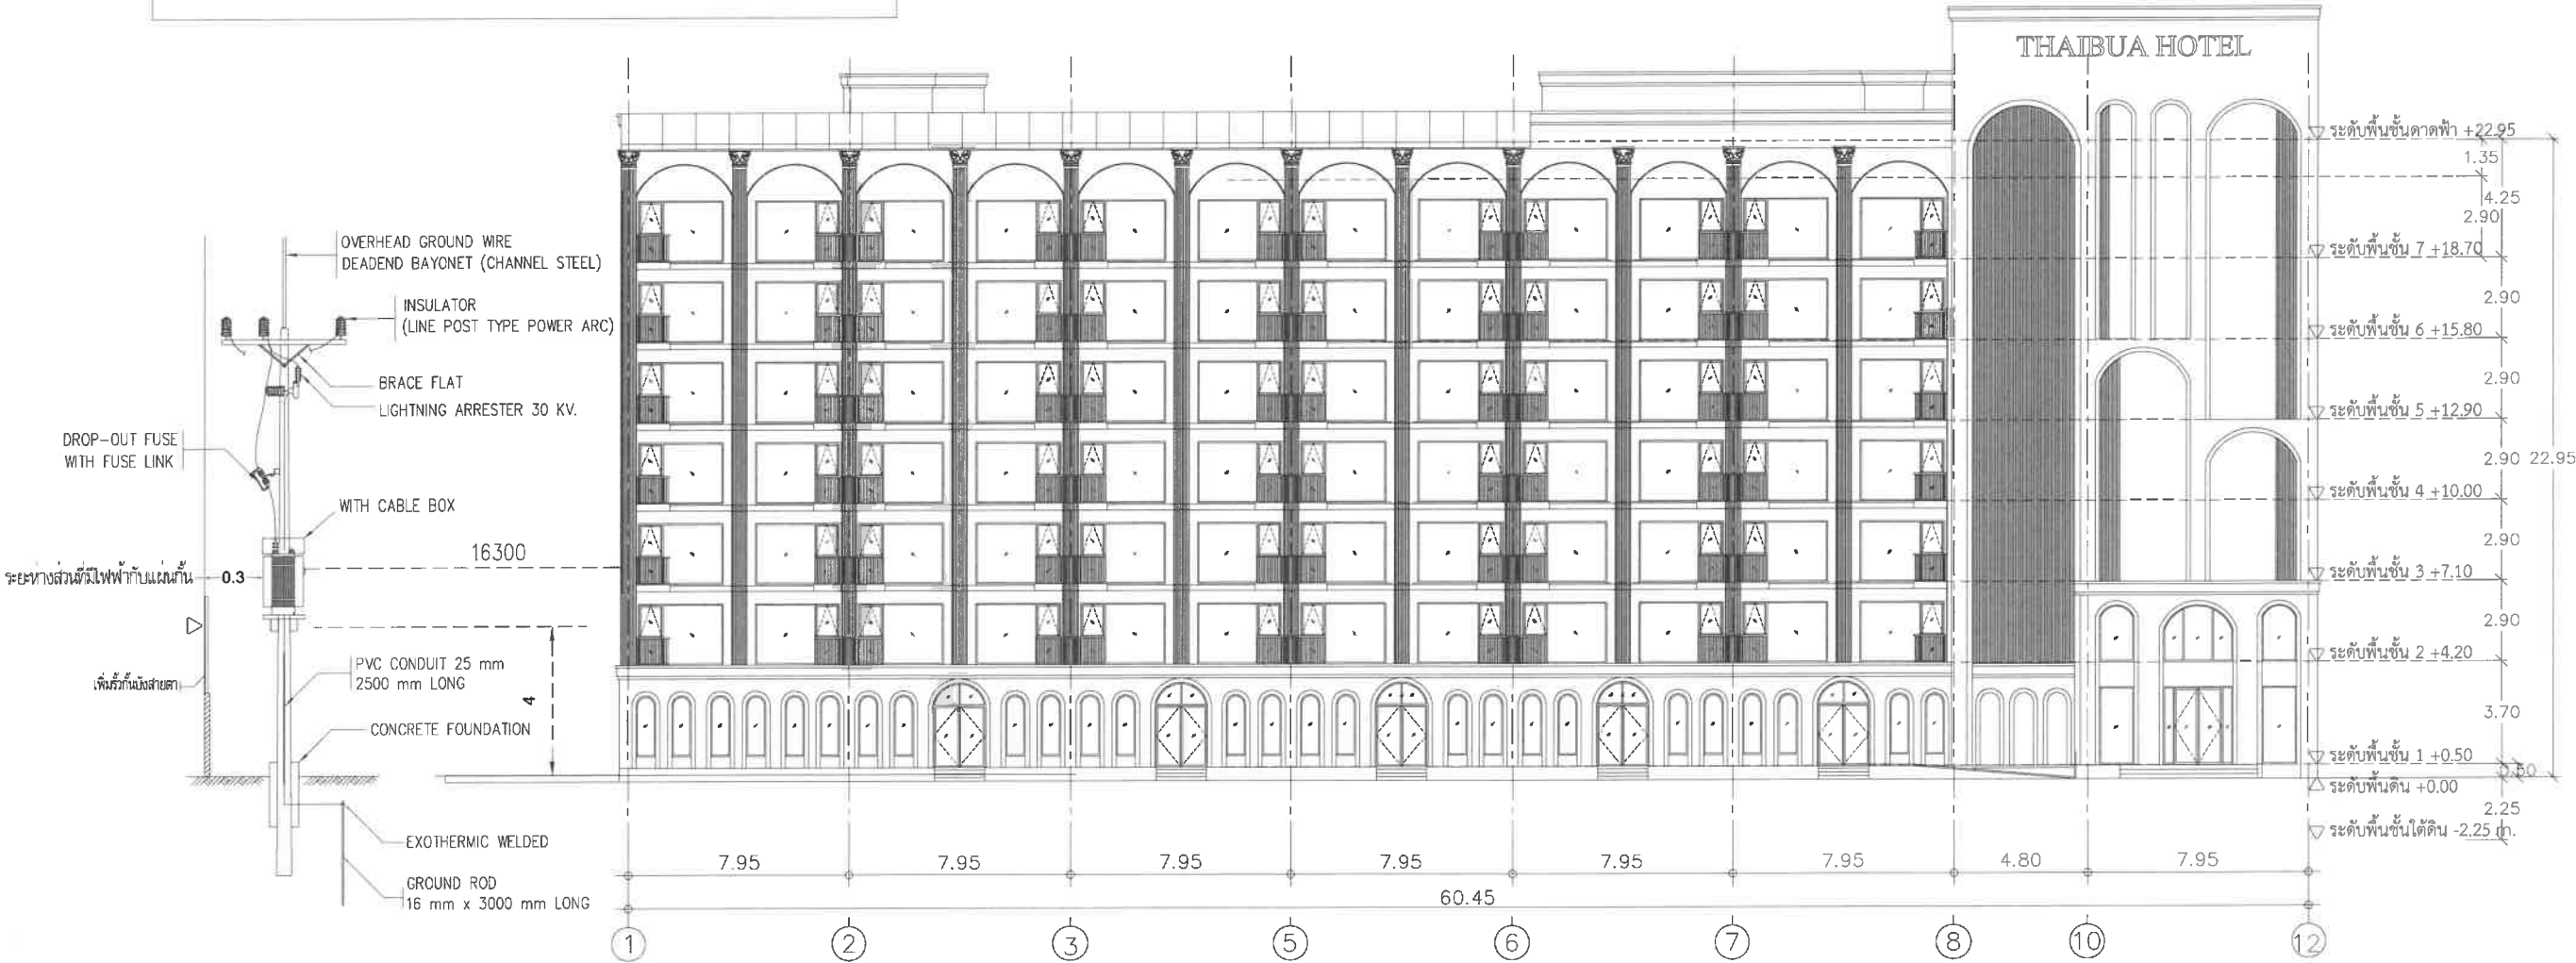 THAIBUA HOTEL
OVERHEAD GROUND WIRE
DEADEND BAYONET (CHANNEL STEEL)
INSULATOR
(LINE POST TYPE POWER ARC)
BRACE FLAT
LIGHTNING ARRESTER 30 KV.
DROP-OUT FUSE
WITH FUSE LINK
WITH CABLE BOX
16300
ระยะห่างส่วนที่มีไฟฟ้ากับแผ่นกั้น
0.3
PVC CONDUIT 25 mm
2500 mm LONG
เพิ่มรั้วกั้นบังสายตา
4
CONCRETE FOUNDATION
EXOTHERMIC WELDED
GROUND ROD
16 mm x 3000 mm LONG
ระดับพื้นชั้นดาดฟ้า +22.95
1.35
4.25
2.90
ระดับพื้นชั้น 7 +18.70
2.90
ระดับพื้นชั้น 6 +15.80
2.90
ระดับพื้นชั้น 5 +12.90
2.90 22.95
ระดับพื้นชั้น 4 +10.00
2.90
ระดับพื้นชั้น 3 +7.10
2.90
ระดับพื้นชั้น 2 +4.20
3.70
ระดับพื้นชั้น 1 +0.50
0.50
ระดับพื้นดิน +0.00
2.25
ระดับพื้นชั้นใต้ดิน -2.25 m.
7.95 7.95 7.95 7.95 7.95 7.95 4.80 7.95
60.45
1 2 3 5 6 7 8 10 12